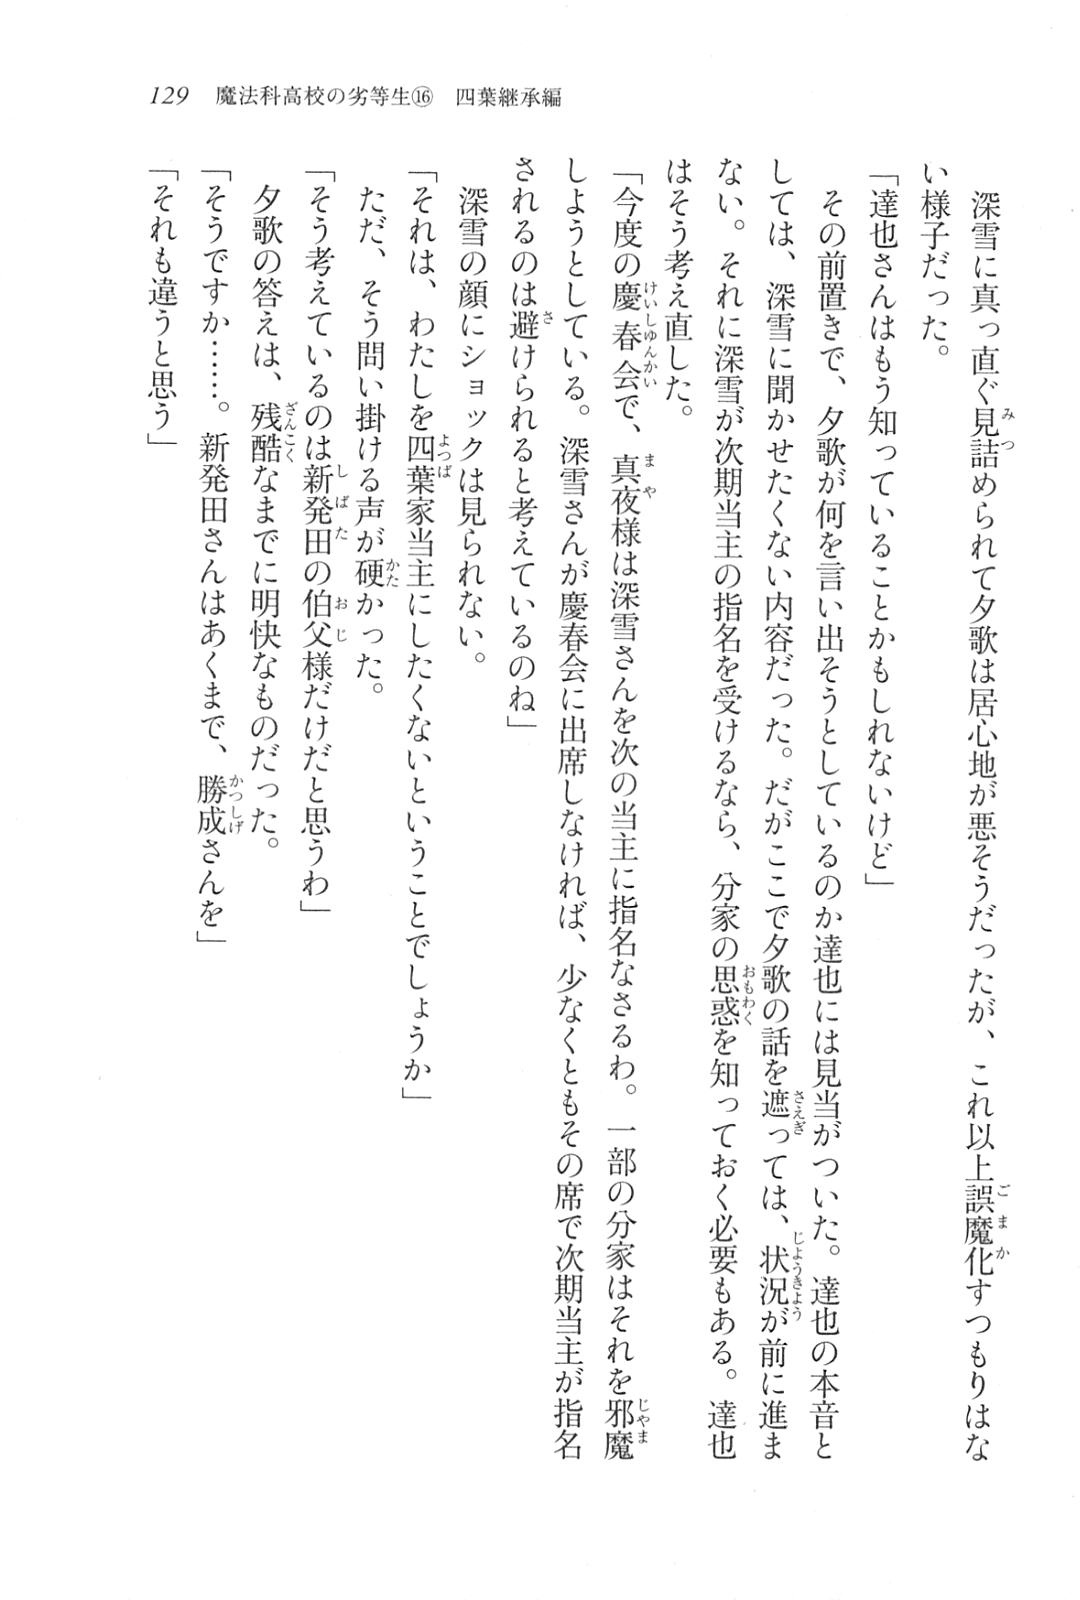 129　魔法科高校の劣等生⑯　四葉継承編
　深雪に真っ直ぐ見詰められて夕歌は居心地が悪そうだったが、これ以上誤魔化すつもりはな
い様子だった。
「達也さんはもう知っていることかもしれないけど」
　その前置きで、夕歌が何を言い出そうとしているのか達也には見当がついた。達也の本音と
しては、深雪に聞かせたくない内容だった。だがここで夕歌の話を遮っては、状況が前に進ま
ない。それに深雪が次期当主の指名を受けるなら、分家の思惑を知っておく必要もある。達也
はそう考え直した。
「今度の慶春会で、真夜様は深雪さんを次の当主に指名なさるわ。一部の分家はそれを邪魔
しようとしている。深雪さんが慶春会に出席しなければ、少なくともその席で次期当主が指名
されるのは避けられると考えているのね」
　深雪の顔にショックは見られない。
「それは、わたしを四葉家当主にしたくないということでしょうか」
　ただ、そう問い掛ける声が硬かった。
「そう考えているのは新発田の伯父様だけだと思うわ」
　夕歌の答えは、残酷なまでに明快なものだった。
「そうですか……。新発田さんはあくまで、勝成さんを」
「それも違うと思う」